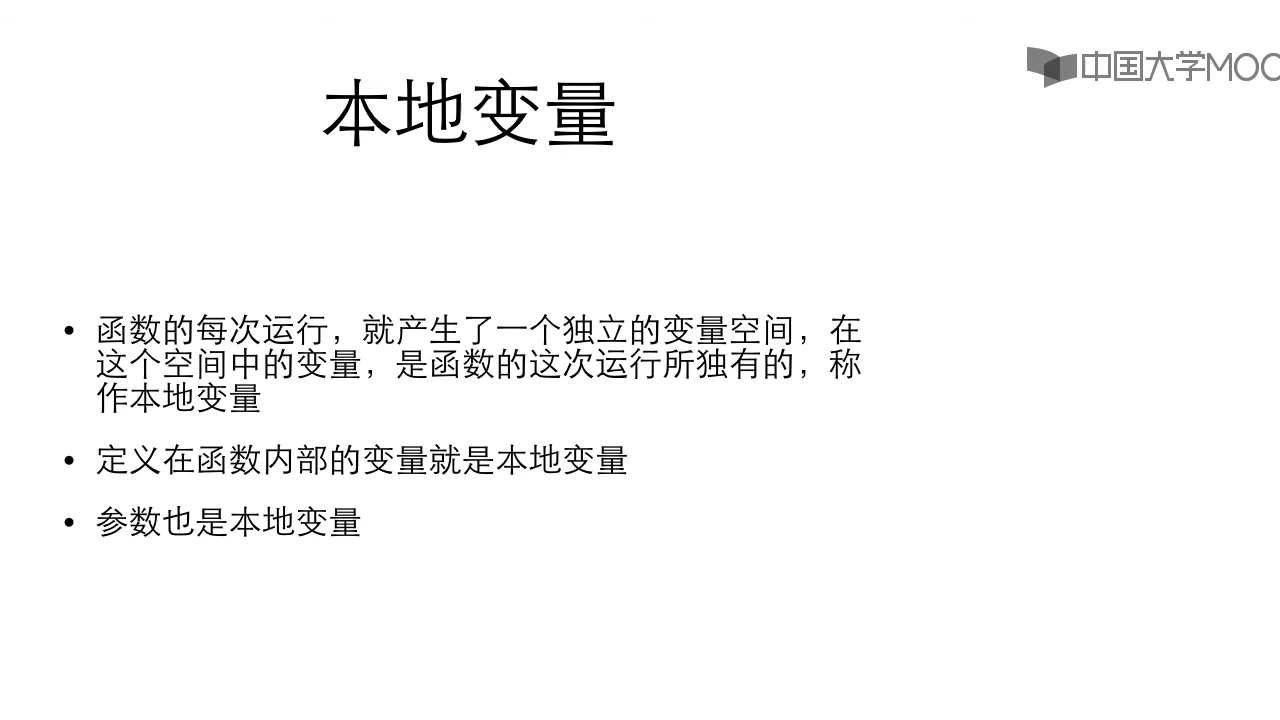 中国大学MOOC
本地变量
• 函数的每次运行，就产生了一个独立的变量空间，在
这个空间中的变量，是函数的这次运行所独有的，称
作本地变量
• 定义在函数内部的变量就是本地变量
• 参数也是本地变量